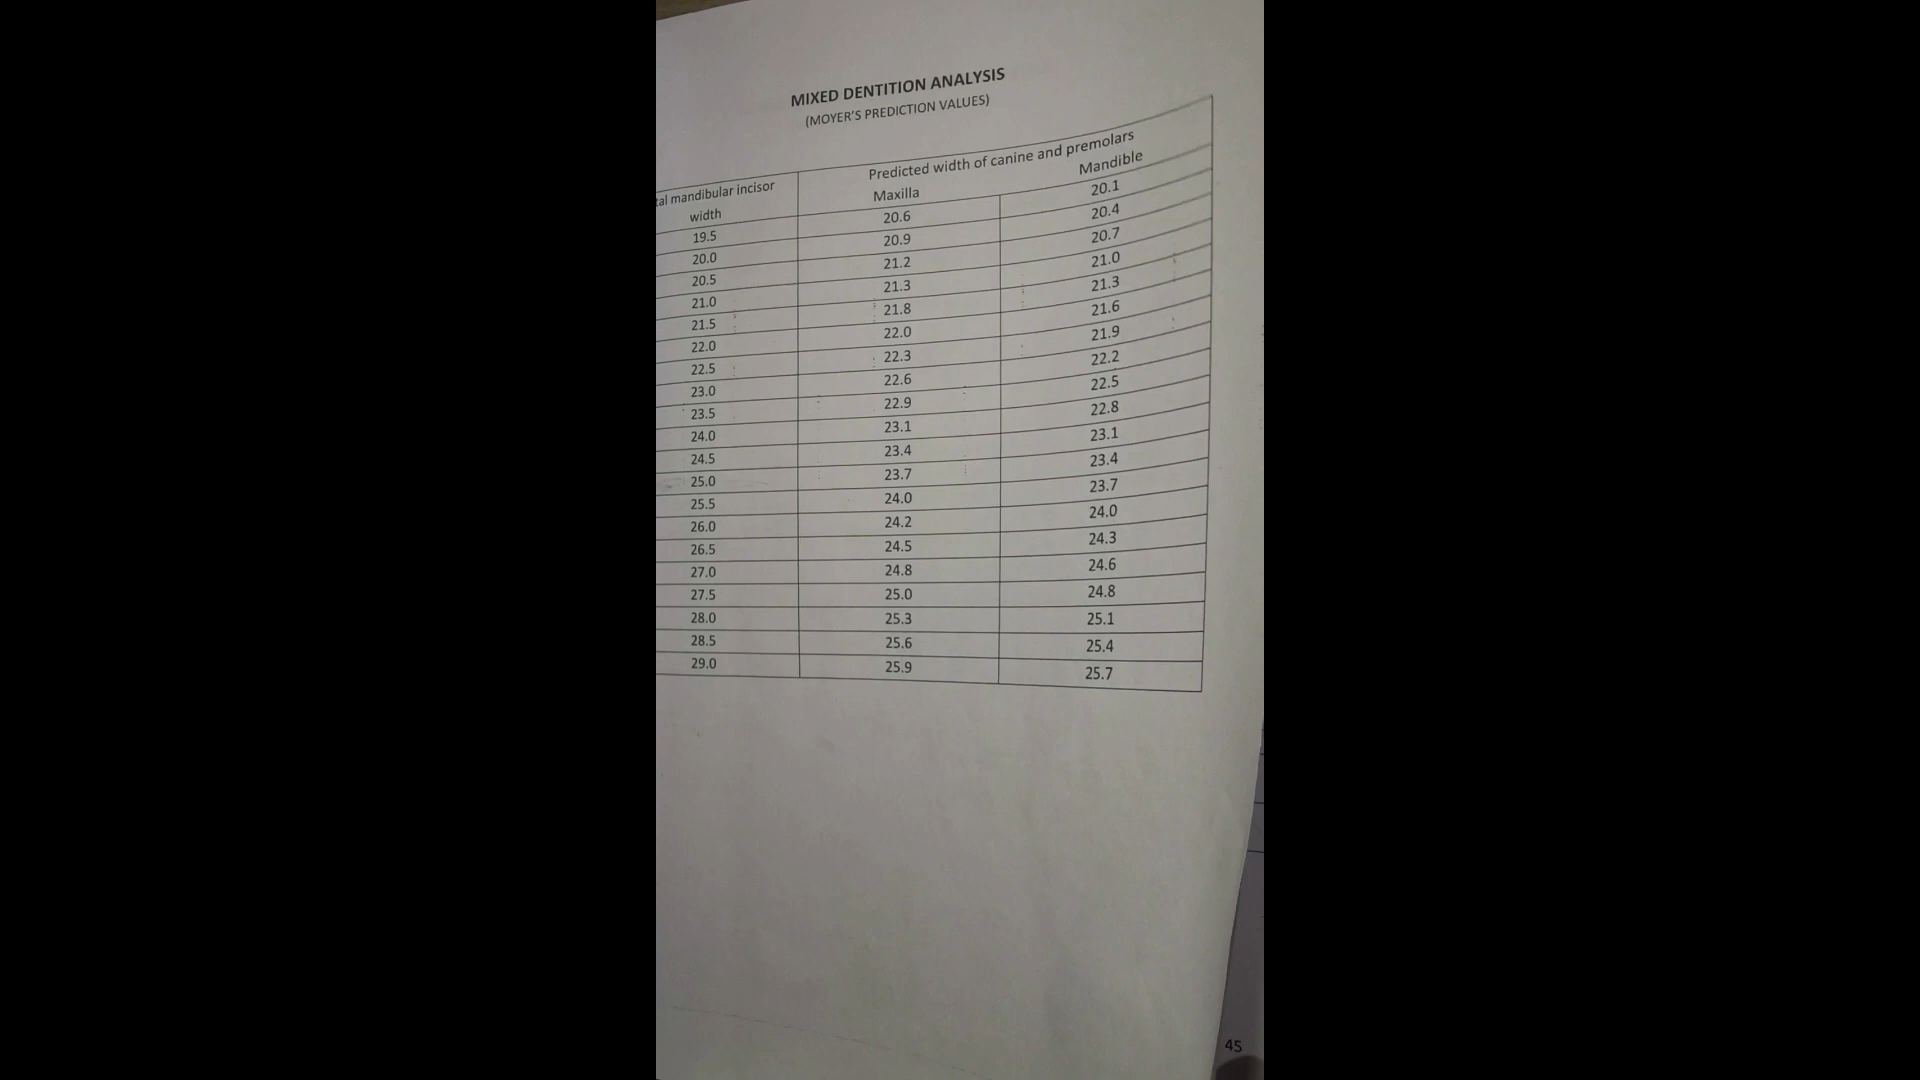 MIXED DENTITION ANALYSIS
(MOYER'S PREDICTION VALUES)
mandibular incisor width Predicted width of canine and premolars
Maxilla Mandible
19.5 20.6 20.1
20.0 20.9 20.4
20.5 21.2 20.7
21.0 21.3 21.0
21.5 21.8 21.3
22.0 22.0 21.6
22.5 22.3 21.9
23.0 22.6 22.2
23.5 22.9 22.5
24.0 23.1 22.8
24.5 23.4 23.1
25.0 23.7 23.4
25.5 24.0 23.7
26.0 24.2 24.0
26.5 24.5 24.3
27.0 24.8 24.6
27.5 25.0 24.8
28.0 25.3 25.1
28.5 25.6 25.4
29.0 25.9 25.7
45